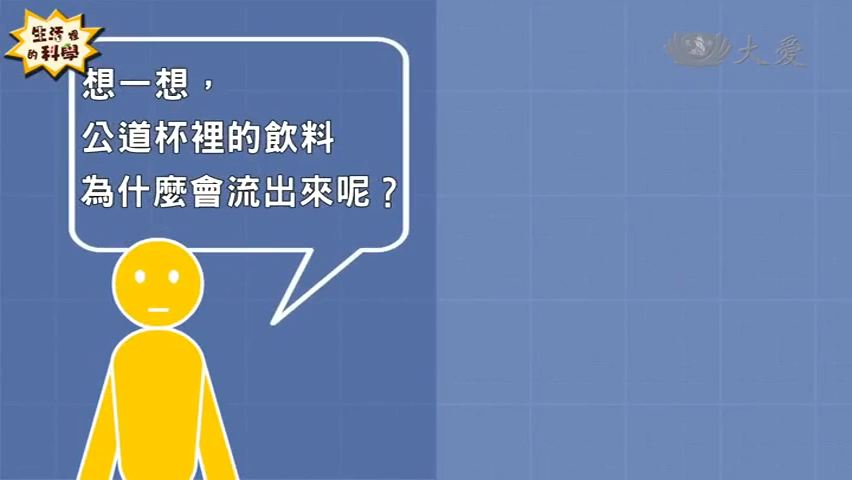 生活裡
的科學
大愛
想一想，
公道杯裡的飲料
為什麼會流出來呢？